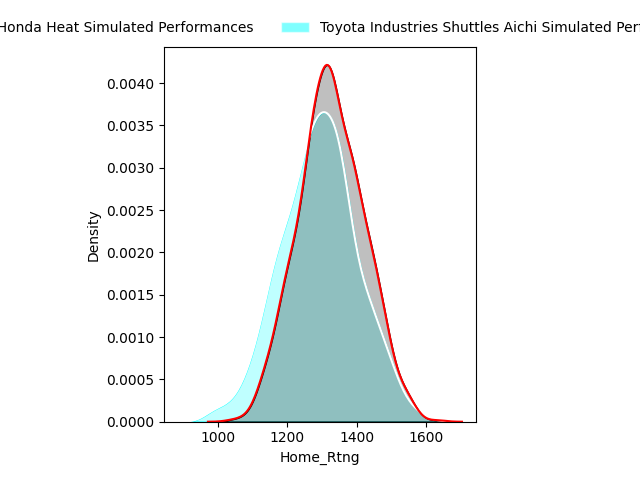 Honda Heat Simulated Performances
Toyota Industries Shuttles Aichi Simulated
0.0040
0.0035
0.0030
0.0025
0.0020
0.0015
0.0010
0.0005
0.0000
Density
1000 1200 1400 1600
Home_Rtng